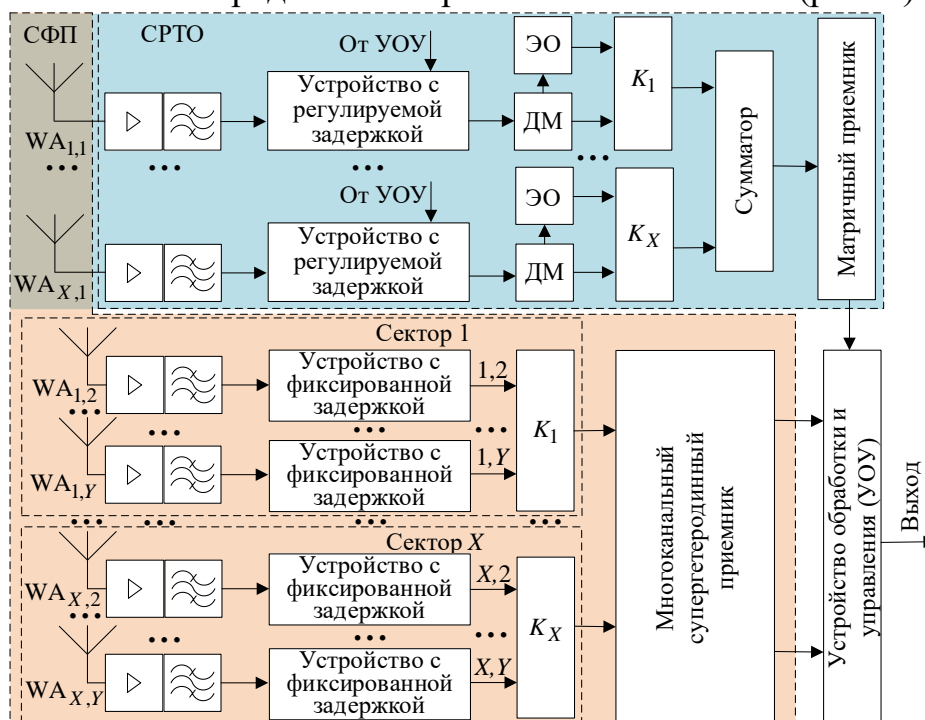 (р
СФП
СРТО
От УОУ
ЭО
K1
Устройство с
регулируемой
задержкой
ДМ
WA1,1
Сумматор
Матричный приемник
От УОУ
ЭО
KX
Устройство с
регулируемой
задержкой
ДМ
WAX,1
Сектор 1
Устройство с
фиксированной
задержкой
1,2
WA1,2
K1
Устройство с
фиксированной
задержкой
1,Y
WA1,Y
Многоканальный
супергетеродинный
приемник
Устройство обработки и
управления (УОУ)
Выход
Сектор X
Устройство с
фиксированной
задержкой
X,2
WAX,2
KX
Устройство с
фиксированной
задержкой
X,Y
WAX,Y